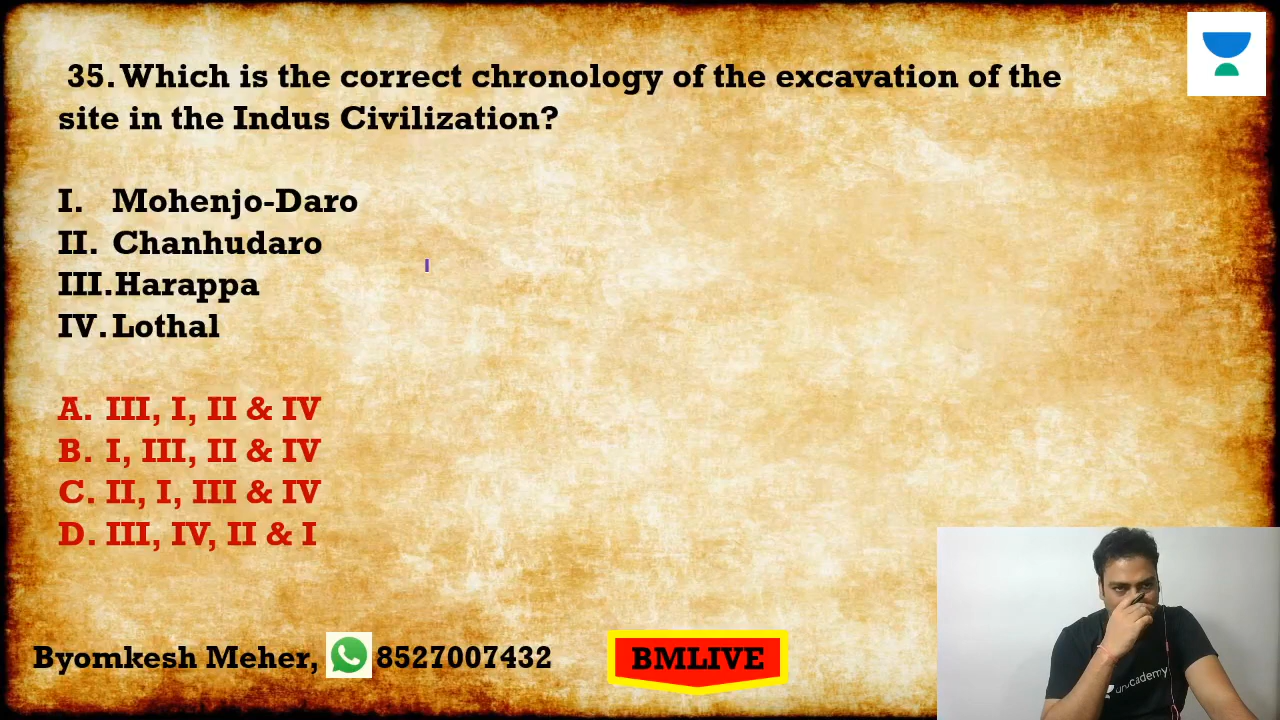 35. Which is the correct chronology of the excavation of the
site in the Indus Civilization?
I. Mohenjo-Daro
II. Chanhudaro
III. Harappa
IV. Lothal
A. III, I, II & IV
B. I, III, II & IV
C. II, I, III & IV
D. III, IV, II & I
Byomkesh Meher, 8527007432
BMLIVE
unacademy